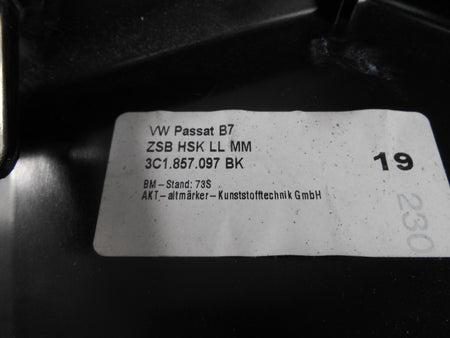 VW Passat B7
ZSB HSK LL MM
3C1.857.097 BK
19
BM-Stand: 73S
AKT-altmärker-Kunststofftechnik GmbH
230